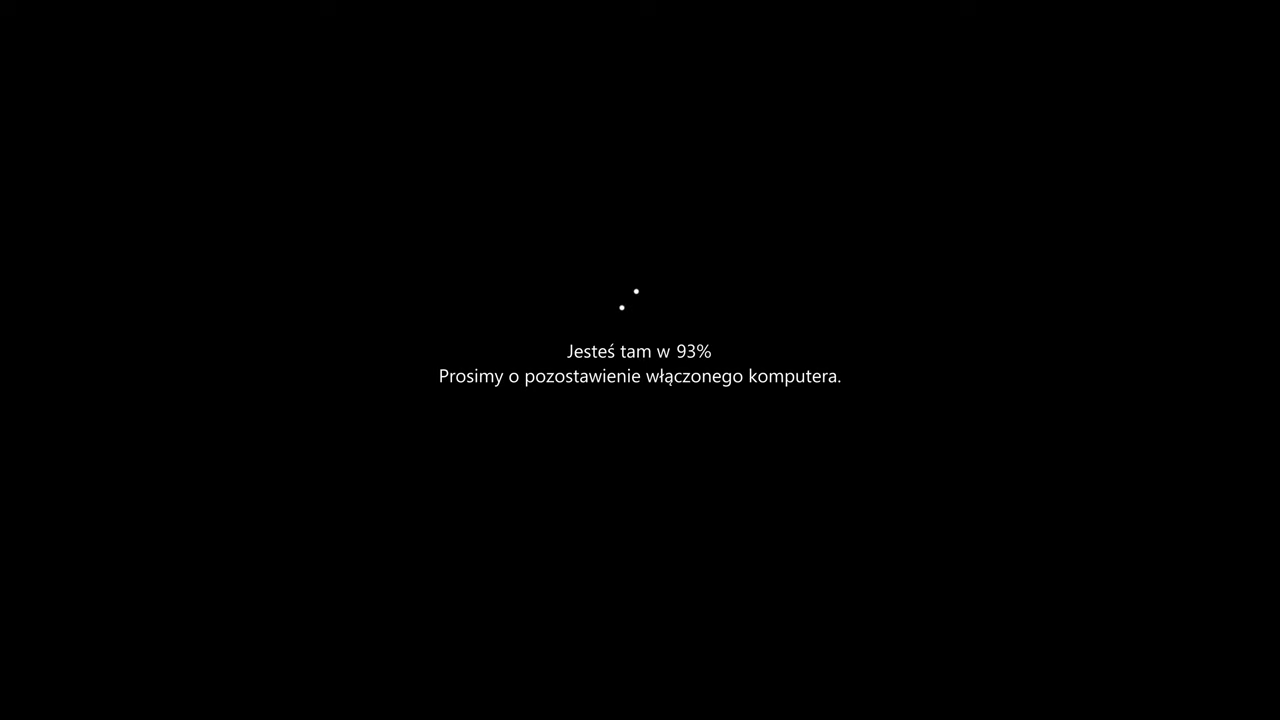 Jesteś tam w 93%
Prosimy o pozostawienie włączonego komputera.